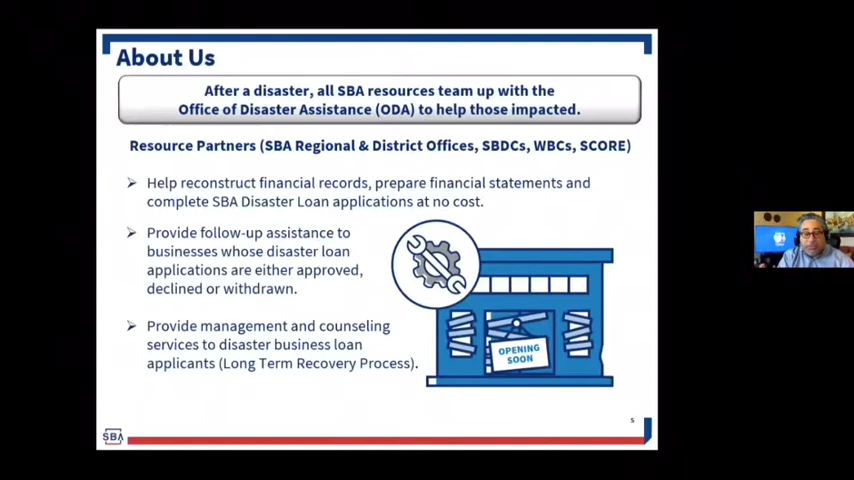 About Us
After a disaster, all SBA resources team up with the
Office of Disaster Assistance (ODA) to help those impacted.
Resource Partners (SBA Regional & District Offices, SBDCs, WBCs, SCORE)
Help reconstruct financial records, prepare financial statements and
complete SBA Disaster Loan applications at no cost.
Provide follow-up assistance to
businesses whose disaster loan
applications are either approved,
declined or withdrawn.
Provide management and counseling
services to disaster business loan
applicants (Long Term Recovery Process).
OPENING
SOON
5
SBA